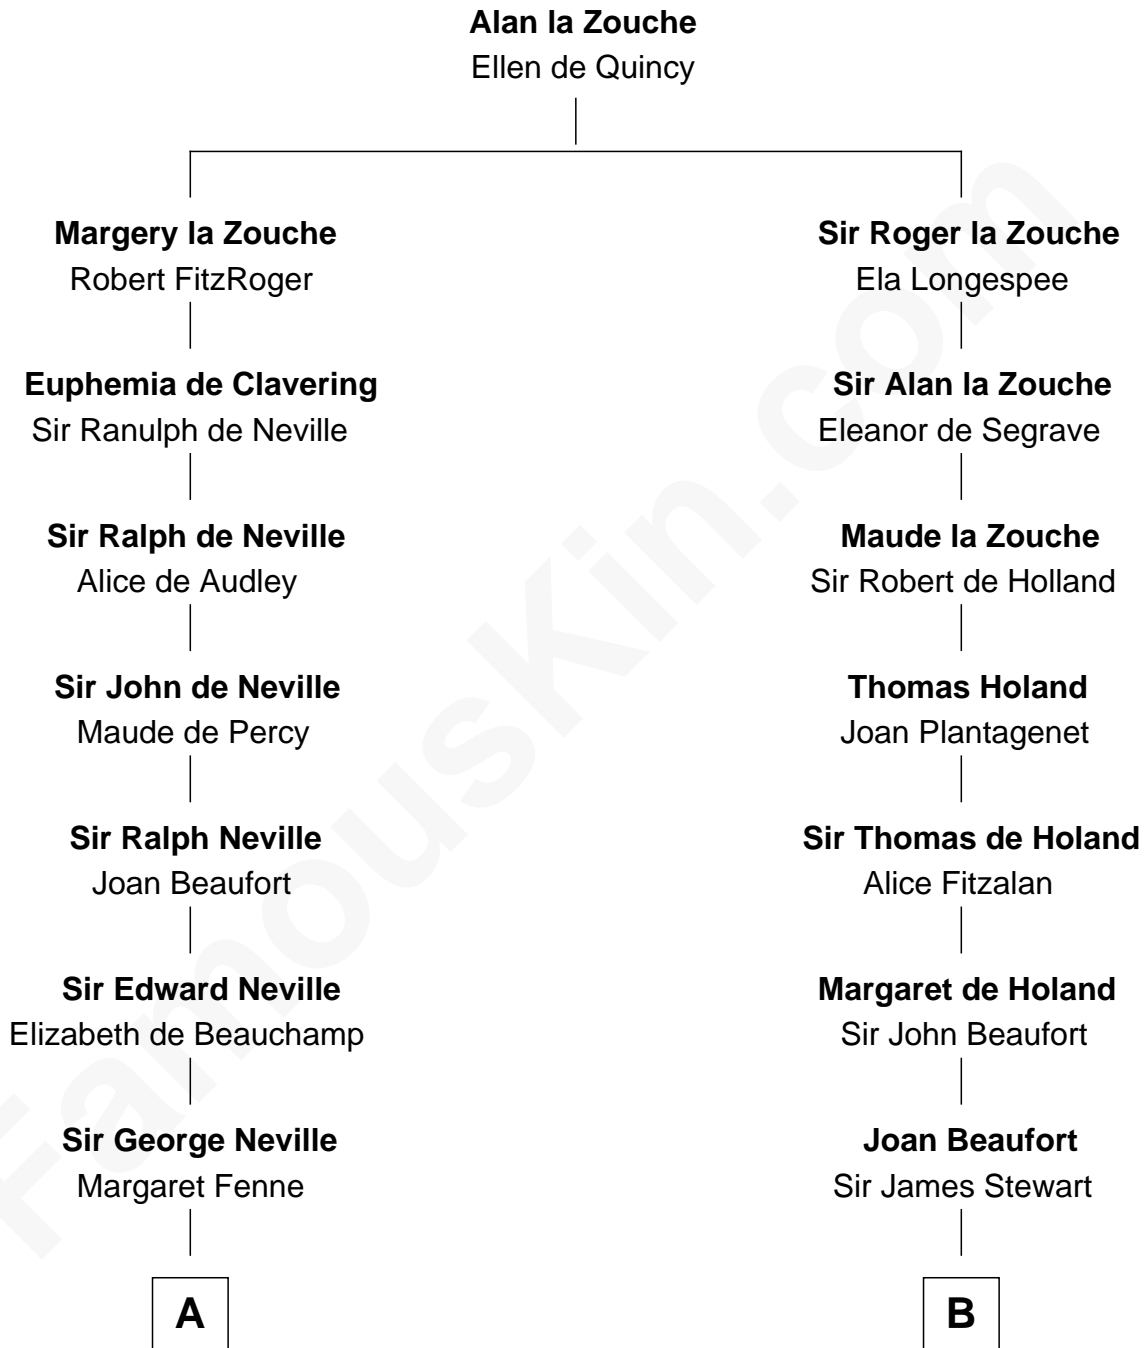 Alan la Zouche
Ellen de Quincy
Margery la Zouche
Robert FitzRoger
Sir Roger la Zouche
Ela Longespee
Euphemia de Clavering
Sir Ranulph de Neville
Sir Alan la Zouche
Eleanor de Segrave
Sir Ralph de Neville
Alice de Audley
Maude la Zouche
Sir Robert de Holland
Sir John de Neville
Maude de Percy
Thomas Holand
Joan Plantagenet
Sir Ralph Neville
Joan Beaufort
Sir Thomas de Holand
Alice Fitzalan
Sir Edward Neville
Elizabeth de Beauchamp
Margaret de Holand
Sir John Beaufort
Sir George Neville
Margaret Fenne
Joan Beaufort
Sir James Stewart
A
B
FamousKin.com